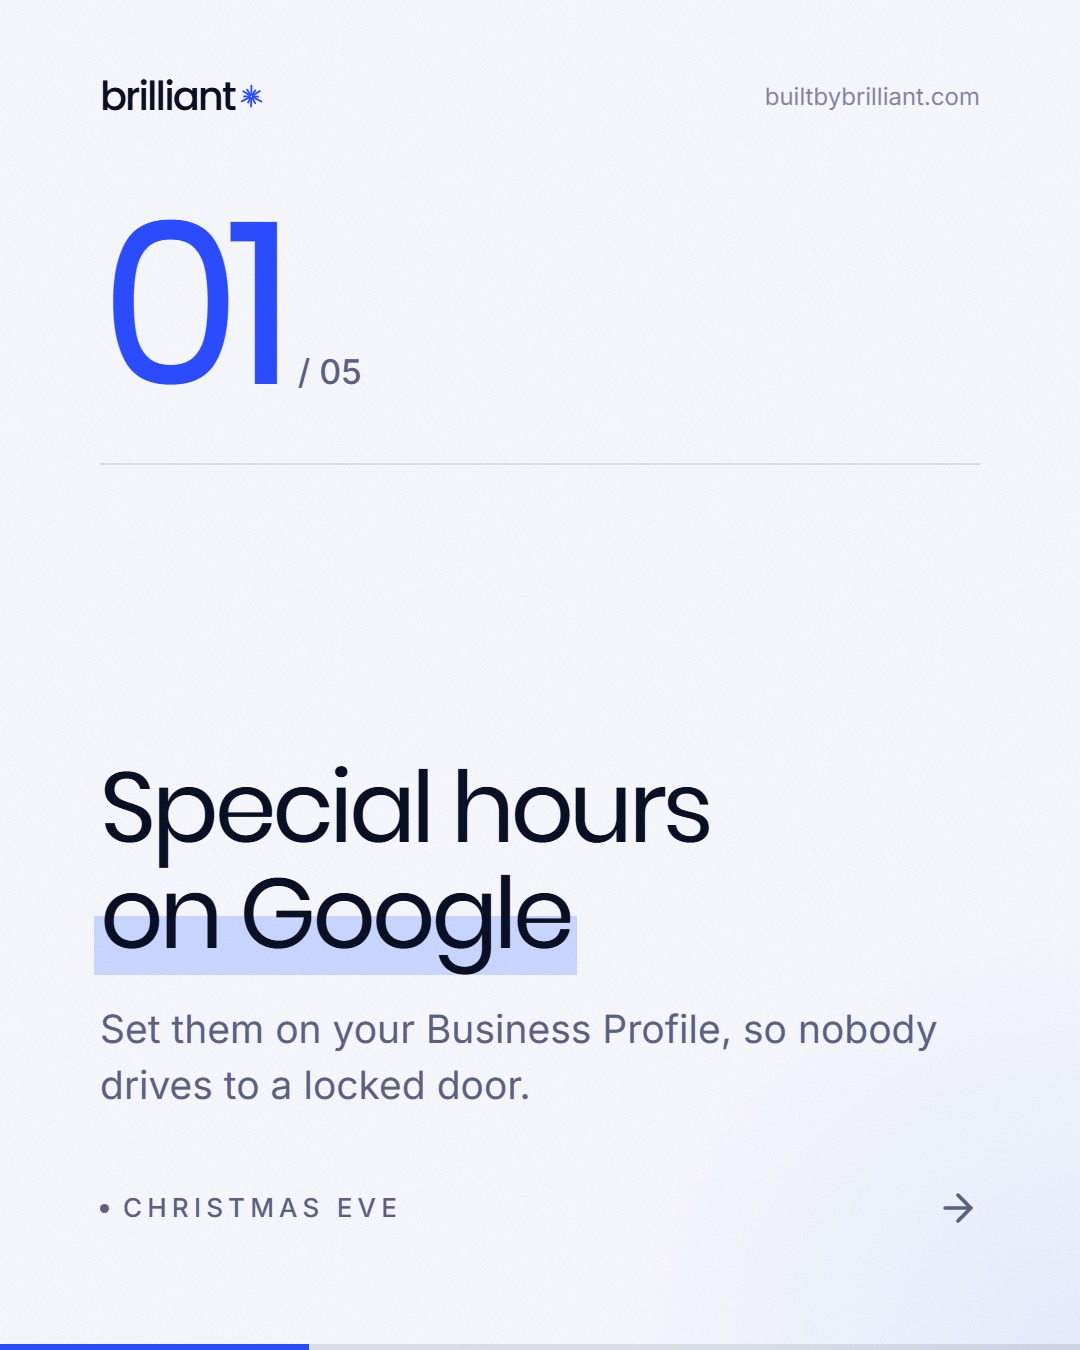 brilliant
builtbybrilliant.com
01 / 05
Special hours
on Google
Set them on your Business Profile, so nobody
drives to a locked door.
• CHRISTMAS EVE